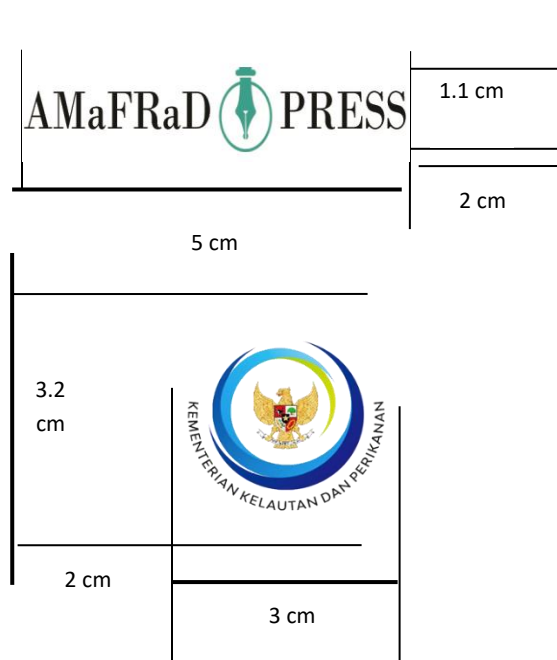 AMaFRaD PRESS
1.1 cm
2 cm
5 cm
3.2
cm
KEMENTERIAN KELAUTAN DAN PERIKANAN
2 cm
3 cm